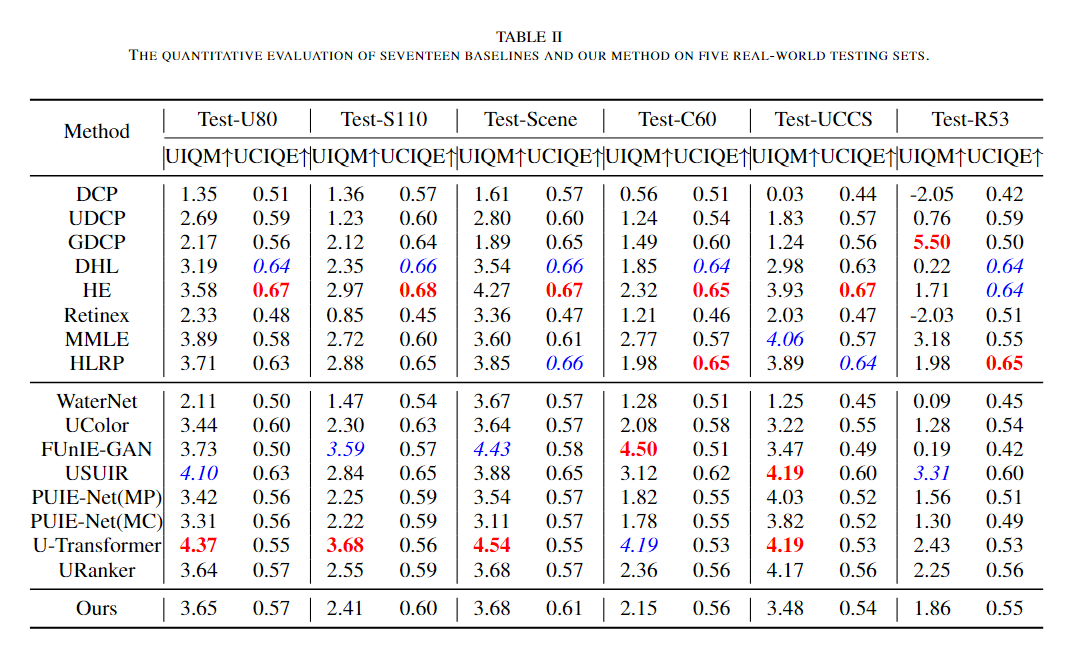 TABLE II
THE QUANTITATIVE EVALUATION OF SEVENTEEN BASELINES AND OUR METHOD ON FIVE REAL-WORLD TESTING SETS.
Method Test-U80 Test-S110 Test-Scene Test-C60 Test-UCCS Test-R53
UIQM↑ UCIQE↑ UIQM↑ UCIQE↑ UIQM↑ UCIQE↑ UIQM↑ UCIQE↑ UIQM↑ UCIQE↑ UIQM↑ UCIQE↑
DCP 1.35 0.51 1.36 0.57 1.61 0.57 0.56 0.51 0.03 0.44 -2.05 0.42
UDCP 2.69 0.59 1.23 0.60 2.80 0.60 1.24 0.54 1.83 0.57 0.76 0.59
GDCP 2.17 0.56 2.12 0.64 1.89 0.65 1.49 0.60 1.24 0.56 5.50 0.50
DHL 3.19 0.64 2.35 0.66 3.54 0.66 1.85 0.64 2.98 0.63 0.22 0.64
HE 3.58 0.67 2.97 0.68 4.27 0.67 2.32 0.65 3.93 0.67 1.71 0.64
Retinex 2.33 0.48 0.85 0.45 3.36 0.47 1.21 0.46 2.03 0.47 -2.03 0.51
MMLE 3.89 0.58 2.72 0.60 3.60 0.61 2.77 0.57 4.06 0.57 3.18 0.55
HLRP 3.71 0.63 2.88 0.65 3.85 0.66 1.98 0.65 3.89 0.64 1.98 0.65
WaterNet 2.11 0.50 1.47 0.54 3.67 0.57 1.28 0.51 1.25 0.45 0.09 0.45
UColor 3.44 0.60 2.30 0.63 3.64 0.57 2.08 0.58 3.22 0.55 1.28 0.54
FUnIE-GAN 3.73 0.50 3.59 0.57 4.43 0.58 4.50 0.51 3.47 0.49 0.19 0.42
USUIR 4.10 0.63 2.84 0.65 3.88 0.65 3.12 0.62 4.19 0.60 3.31 0.60
PUIE-Net(MP) 3.42 0.56 2.25 0.59 3.54 0.57 1.82 0.55 4.03 0.52 1.56 0.51
PUIE-Net(MC) 3.31 0.56 2.22 0.59 3.11 0.57 1.78 0.55 3.82 0.52 1.30 0.49
U-Transformer 4.37 0.55 3.68 0.56 4.54 0.55 4.19 0.53 4.19 0.53 2.43 0.53
URanker 3.64 0.57 2.55 0.59 3.68 0.57 2.36 0.56 4.17 0.56 2.25 0.56
Ours 3.65 0.57 2.41 0.60 3.68 0.61 2.15 0.56 3.48 0.54 1.86 0.55